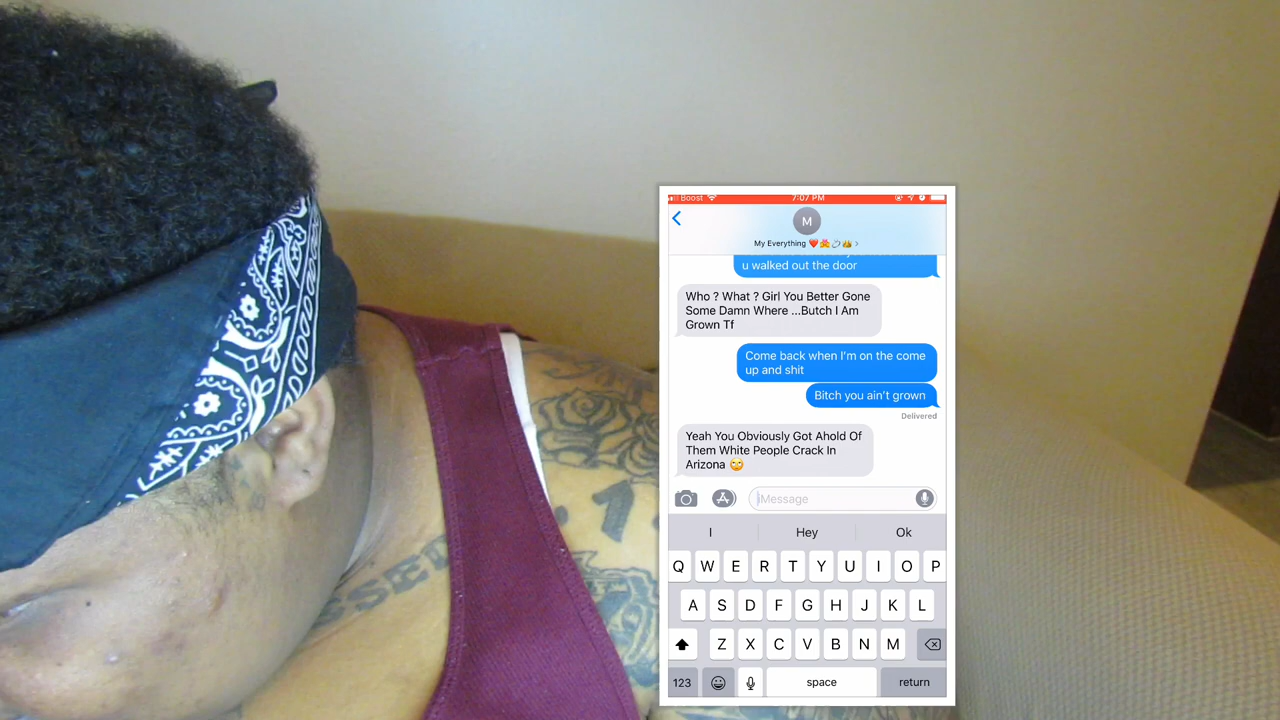 Boost 7:07 PM
M
My Everything ❤️ >
u walked out the door
Who ? What ? Girl You Better Gone
Some Damn Where ...Butch I Am
Grown Tf
Come back when I'm on the come
up and shit
Bitch you ain't grown
Delivered
Yeah You Obviously Got Ahold Of
Them White People Crack In
Arizona 🙄
iMessage
I Hey Ok
Q W E R T Y U I O P
A S D F G H J K L
Z X C V B N M
123 space return